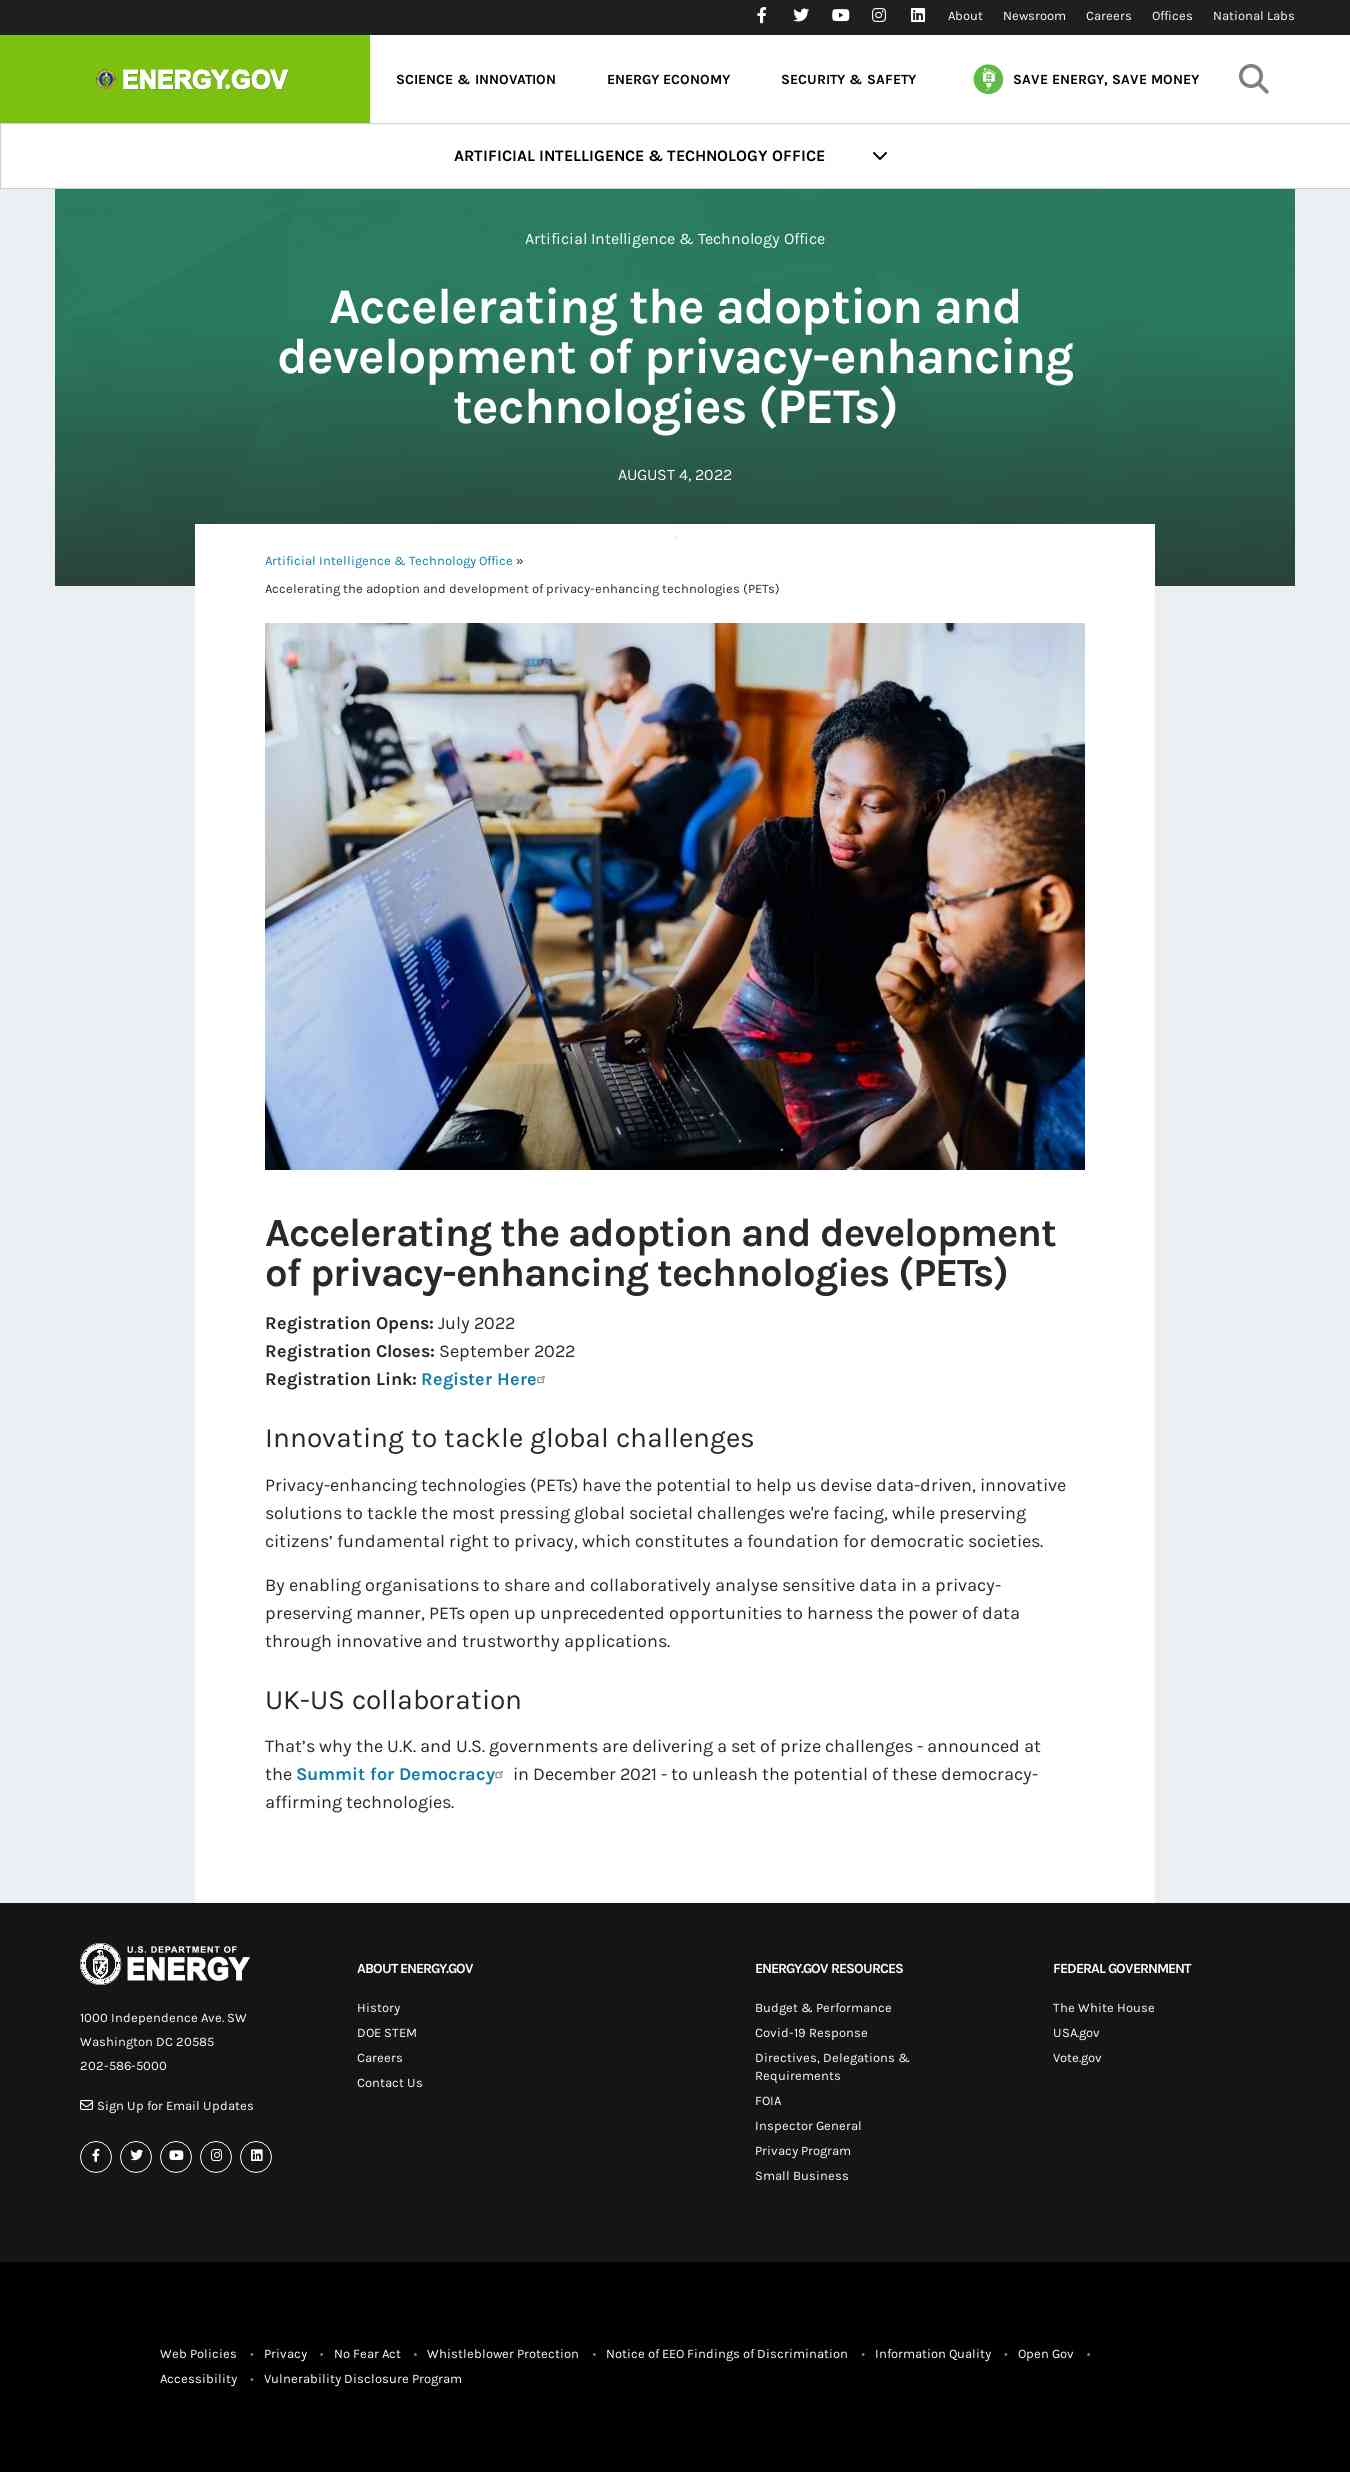 About Newsroom Careers Offices National Labs
ENERGY.GOV
SCIENCE & INNOVATION ENERGY ECONOMY SECURITY & SAFETY SAVE ENERGY, SAVE MONEY
ARTIFICIAL INTELLIGENCE & TECHNOLOGY OFFICE
Artificial Intelligence & Technology Office
Accelerating the adoption and
development of privacy-enhancing
technologies (PETs)
AUGUST 4, 2022
Artificial Intelligence & Technology Office »
Accelerating the adoption and development of privacy-enhancing technologies (PETs)
Accelerating the adoption and development
of privacy-enhancing technologies (PETs)
Registration Opens: July 2022
Registration Closes: September 2022
Registration Link: Register Here
Innovating to tackle global challenges
Privacy-enhancing technologies (PETs) have the potential to help us devise data-driven, innovative
solutions to tackle the most pressing global societal challenges we're facing, while preserving
citizens’ fundamental right to privacy, which constitutes a foundation for democratic societies.
By enabling organisations to share and collaboratively analyse sensitive data in a privacy-
preserving manner, PETs open up unprecedented opportunities to harness the power of data
through innovative and trustworthy applications.
UK-US collaboration
That’s why the U.K. and U.S. governments are delivering a set of prize challenges - announced at
the Summit for Democracy in December 2021 - to unleash the potential of these democracy-
affirming technologies.
U.S. DEPARTMENT OF
ENERGY
1000 Independence Ave. SW
Washington DC 20585
202-586-5000
Sign Up for Email Updates
ABOUT ENERGY.GOV
History
DOE STEM
Careers
Contact Us
ENERGY.GOV RESOURCES
Budget & Performance
Covid-19 Response
Directives, Delegations &
Requirements
FOIA
Inspector General
Privacy Program
Small Business
FEDERAL GOVERNMENT
The White House
USA.gov
Vote.gov
Web Policies • Privacy • No Fear Act • Whistleblower Protection • Notice of EEO Findings of Discrimination • Information Quality • Open Gov •
Accessibility • Vulnerability Disclosure Program